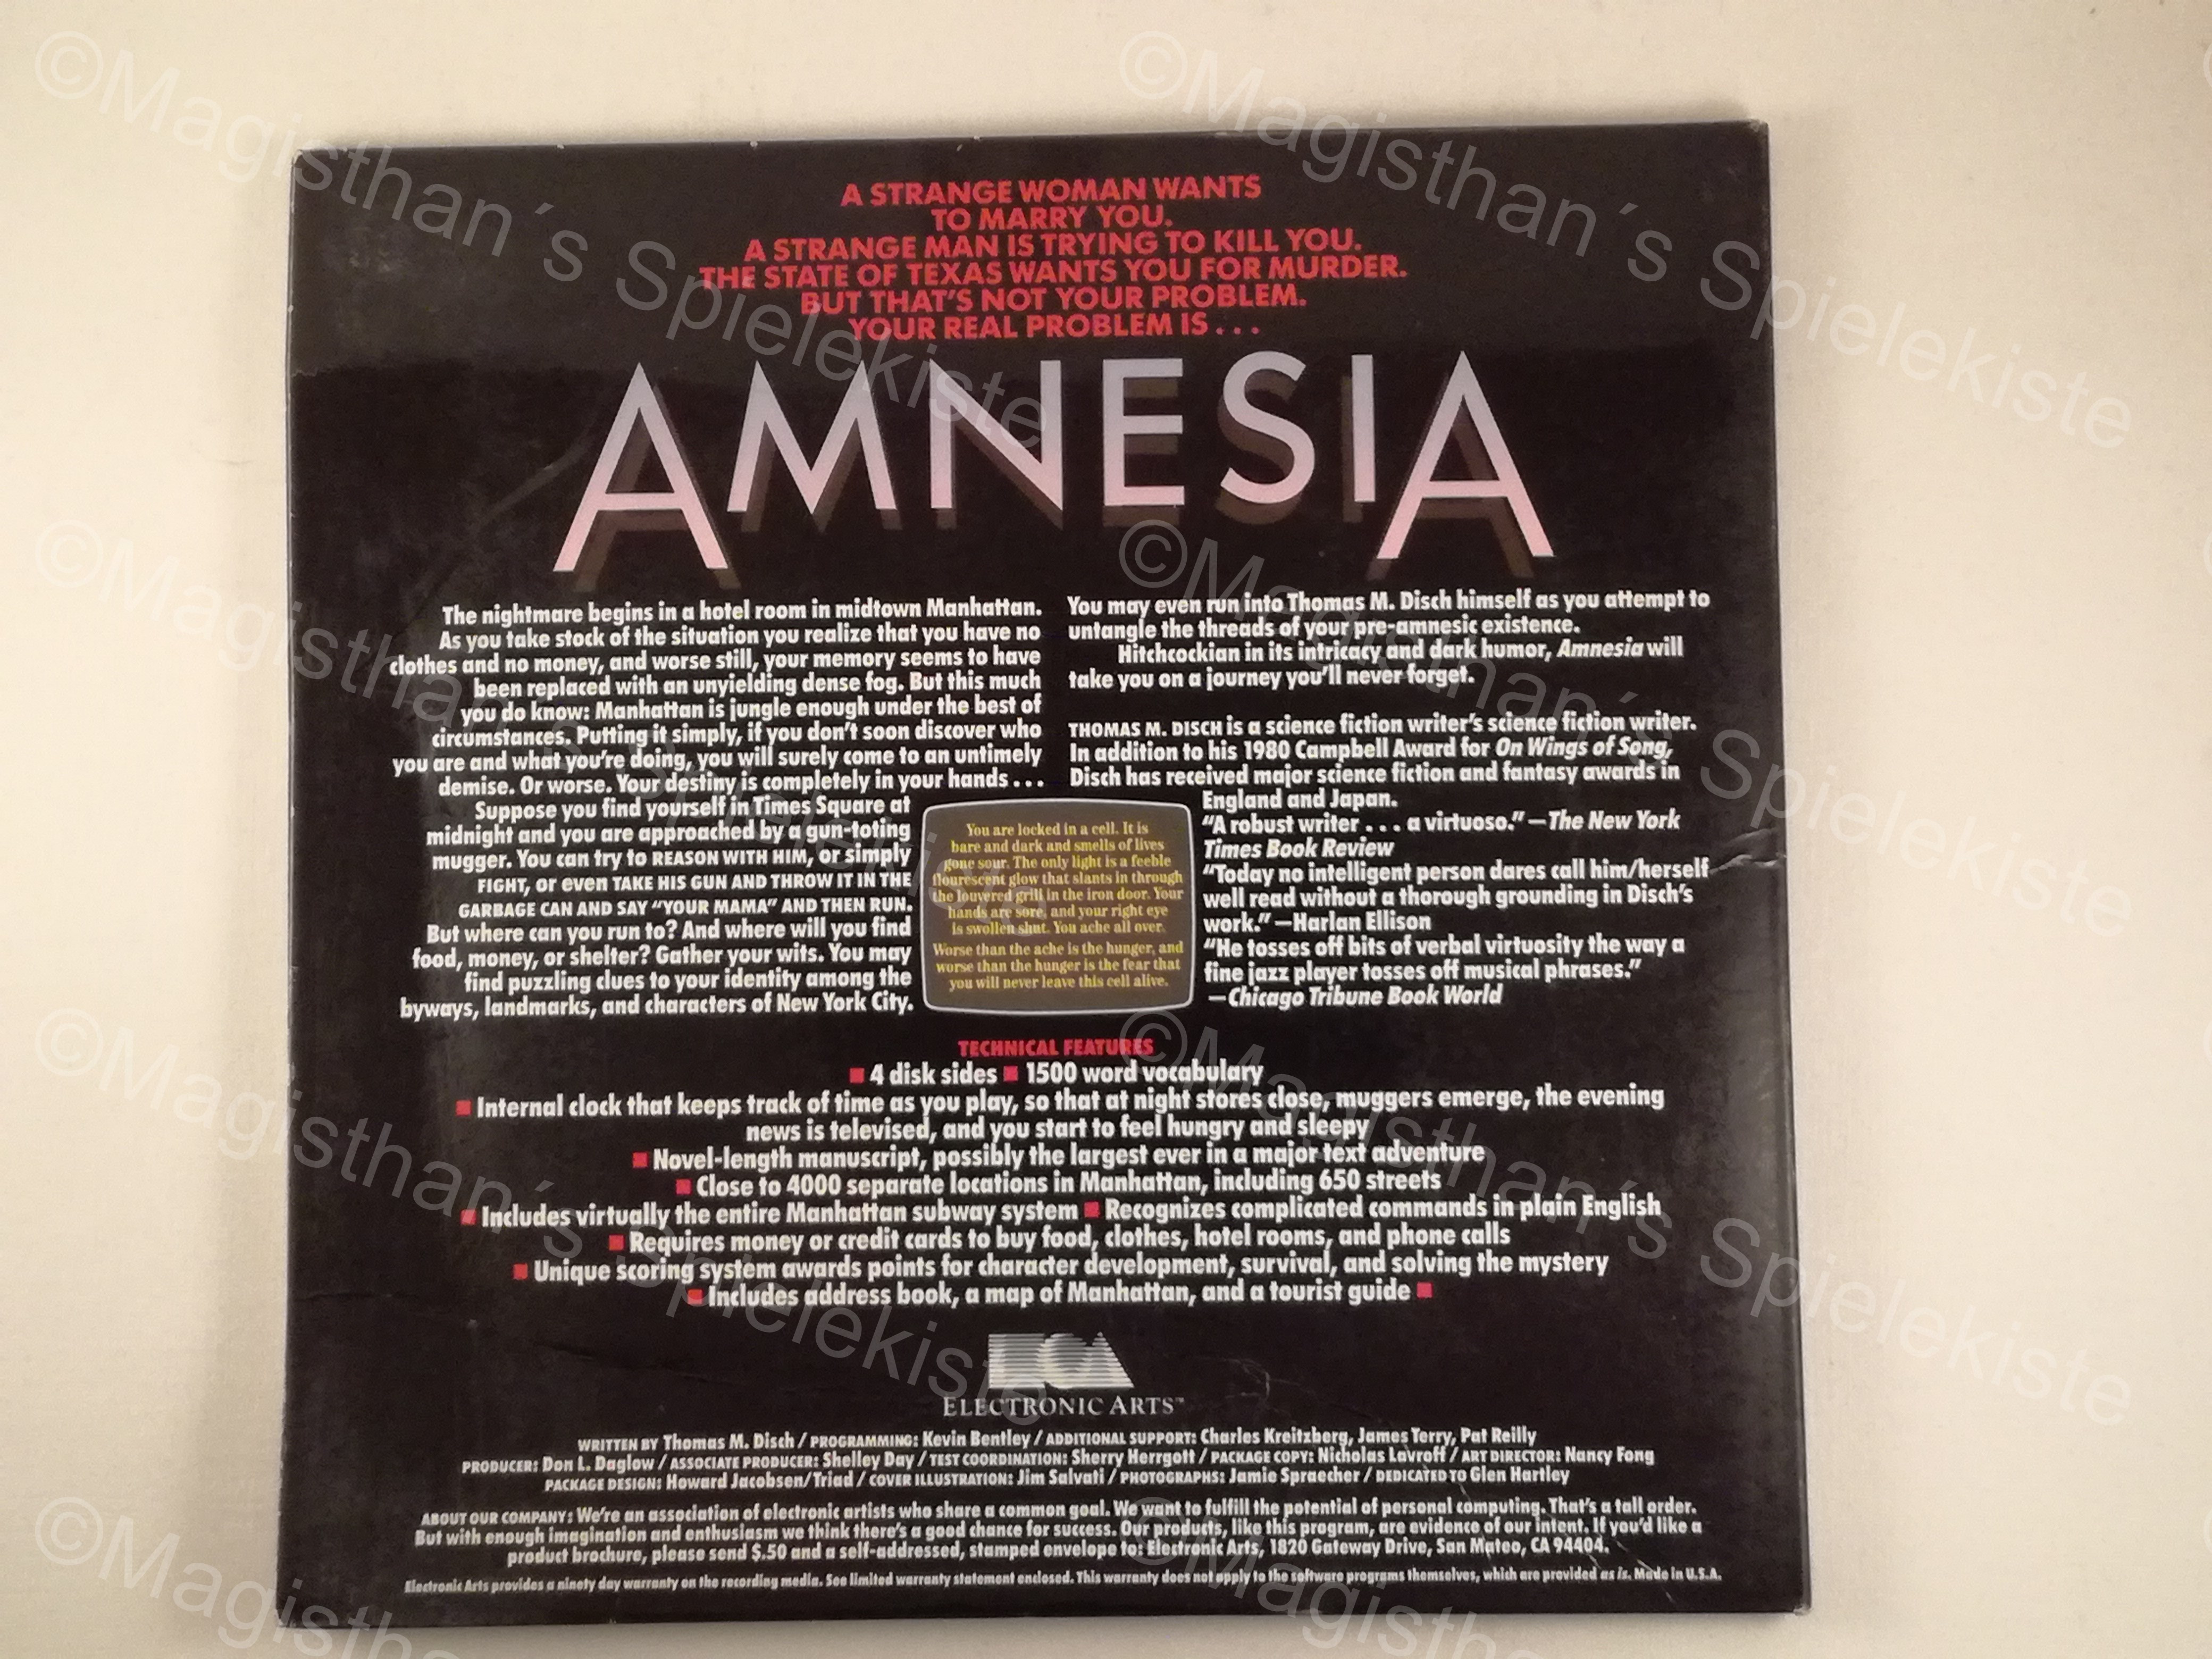 A STRANGE WOMAN WANTS
TO MARRY YOU.
A STRANGE MAN IS TRYING TO KILL YOU.
THE STATE OF TEXAS WANTS YOU FOR MURDER.
BUT THAT'S NOT YOUR PROBLEM.
YOUR REAL PROBLEM IS . . .
AMNESIA
The nightmare begins in a hotel room in midtown Manhattan.
As you take stock of the situation you realize that you have no
clothes and no money, and worse still, your memory seems to have
been replaced with an unyielding dense fog. But this much
you do know: Manhattan is jungle enough under the best of
circumstances. Putting it simply, if you don't soon discover who
you are and what you're doing, you will surely come to an untimely
demise. Or worse. Your destiny is completely in your hands . . .
Suppose you find yourself in Times Square at
midnight and you are approached by a gun-toting
mugger. You can try to REASON WITH HIM, or simply
FIGHT, or even TAKE HIS GUN AND THROW IT IN THE
GARBAGE CAN AND SAY "YOUR MAMA" AND THEN RUN.
But where can you run to? And where will you find
food, money, or shelter? Gather your wits. You may
find puzzling clues to your identity among the
byways, landmarks, and characters of New York City.
You are locked in a cell. It is
bare and dark and smells of lives
gone sour. The only light is a feeble
flourescent glow that slants in through
the louvered grill in the iron door. Your
hands are sore, and your right eye
is swollen shut. You ache all over.
Worse than the ache is the hunger, and
worse than the hunger is the fear that
you will never leave this cell alive.
You may even run into Thomas M. Disch himself as you attempt to
untangle the threads of your pre-amnesic existence.
Hitchcockian in its intricacy and dark humor, Amnesia will
take you on a journey you'll never forget.
THOMAS M. DISCH is a science fiction writer's science fiction writer.
In addition to his 1980 Campbell Award for On Wings of Song,
Disch has received major science fiction and fantasy awards in
England and Japan.
"A robust writer . . . a virtuoso."—The New York
Times Book Review
"Today no intelligent person dares call him/herself
well read without a thorough grounding in Disch's
work."—Harlan Ellison
"He tosses off bits of verbal virtuosity the way a
fine jazz player tosses off musical phrases."
—Chicago Tribune Book World
TECHNICAL FEATURES
■ 4 disk sides ■ 1500 word vocabulary
■ Internal clock that keeps track of time as you play, so that at night stores close, muggers emerge, the evening
news is televised, and you start to feel hungry and sleepy
■ Novel-length manuscript, possibly the largest ever in a major text adventure
■ Close to 4000 separate locations in Manhattan, including 650 streets
■ Includes virtually the entire Manhattan subway system ■ Recognizes complicated commands in plain English
■ Requires money or credit cards to buy food, clothes, hotel rooms, and phone calls
■ Unique scoring system awards points for character development, survival, and solving the mystery
■ Includes address book, a map of Manhattan, and a tourist guide ■
ELECTRONIC ARTS™
WRITTEN BY Thomas M. Disch / PROGRAMMING: Kevin Bentley / ADDITIONAL SUPPORT: Charles Kreitzberg, James Terry, Pat Reilly
PRODUCER: Don L. Daglow / ASSOCIATE PRODUCER: Shelley Day / TEST COORDINATION: Sherry Herrgott / PACKAGE COPY: Nicholas Lavroff / ART DIRECTOR: Nancy Fong
PACKAGE DESIGN: Howard Jacobsen/Triad / COVER ILLUSTRATION: Jim Salvati / PHOTOGRAPHS: Jamie Spraecher / DEDICATED TO Glen Hartley
ABOUT OUR COMPANY: We're an association of electronic artists who share a common goal. We want to fulfill the potential of personal computing. That's a tall order.
But with enough imagination and enthusiasm we think there's a good chance for success. Our products, like this program, are evidence of our intent. If you'd like a
product brochure, please send $.50 and a self-addressed, stamped envelope to: Electronic Arts, 1820 Gateway Drive, San Mateo, CA 94404.
Electronic Arts provides a ninety day warranty on the recording media. See limited warranty statement enclosed. This warranty does not apply to the software programs themselves, which are provided as is. Made in U.S.A.
©Magisthan´s Spielekiste
©Magisthan´s Spielekiste
©Magisthan´s Spielekiste
©Magisthan´s Spielekiste
©Magisthan´s Spielekiste
©Magisthan´s Spielekiste